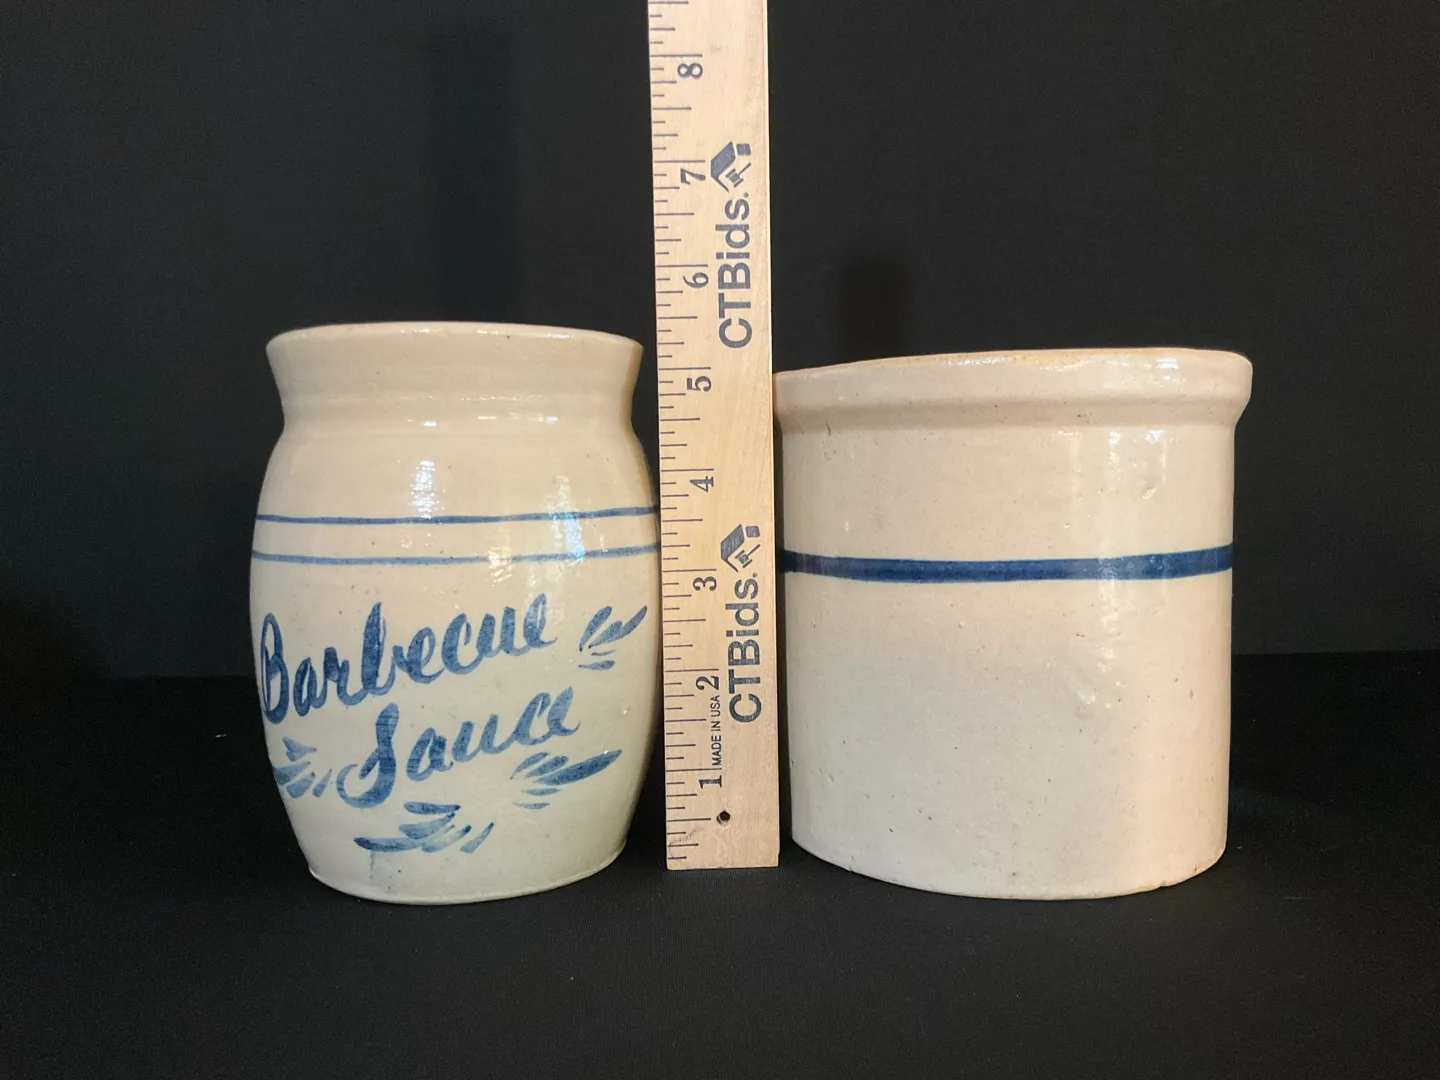 Barbecue
Sauce
8
7
6
5
4
3
2
1
CTBids.
CTBids.
MADE IN USA